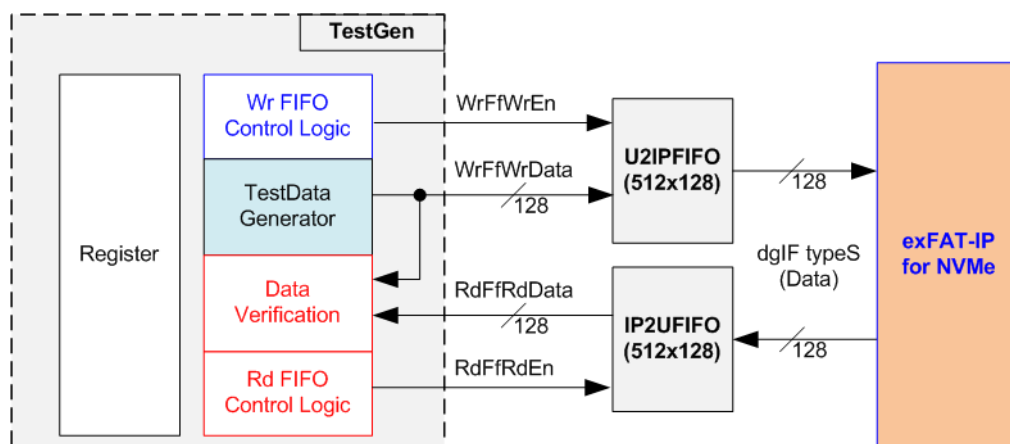 TestGen
Register
Wr FIFO
Control Logic
TestData
Generator
Data
Verification
Rd FIFO
Control Logic
WrFfWrEn
WrFfWrData
128
RdFfRdData
128
RdFfRdEn
U2IPFIFO
(512x128)
IP2UFIFO
(512x128)
128
dgIF typeS
(Data)
128
exFAT-IP
for NVMe